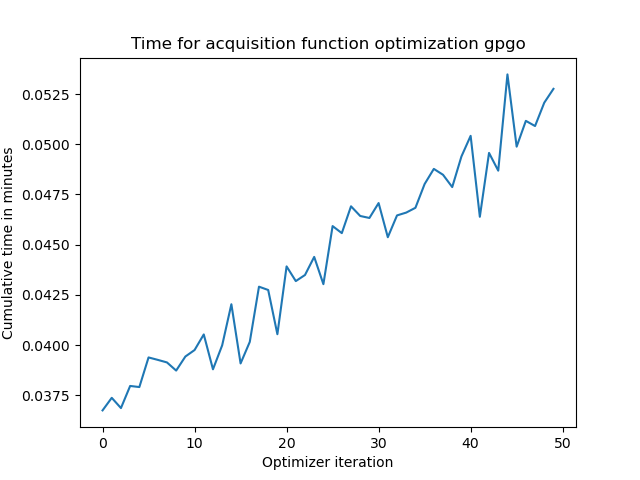 Time for acquisition function optimization gpgo
Cumulative time in minutes
0.0525
0.0500
0.0475
0.0450
0.0425
0.0400
0.0375
0 10 20 30 40 50
Optimizer iteration